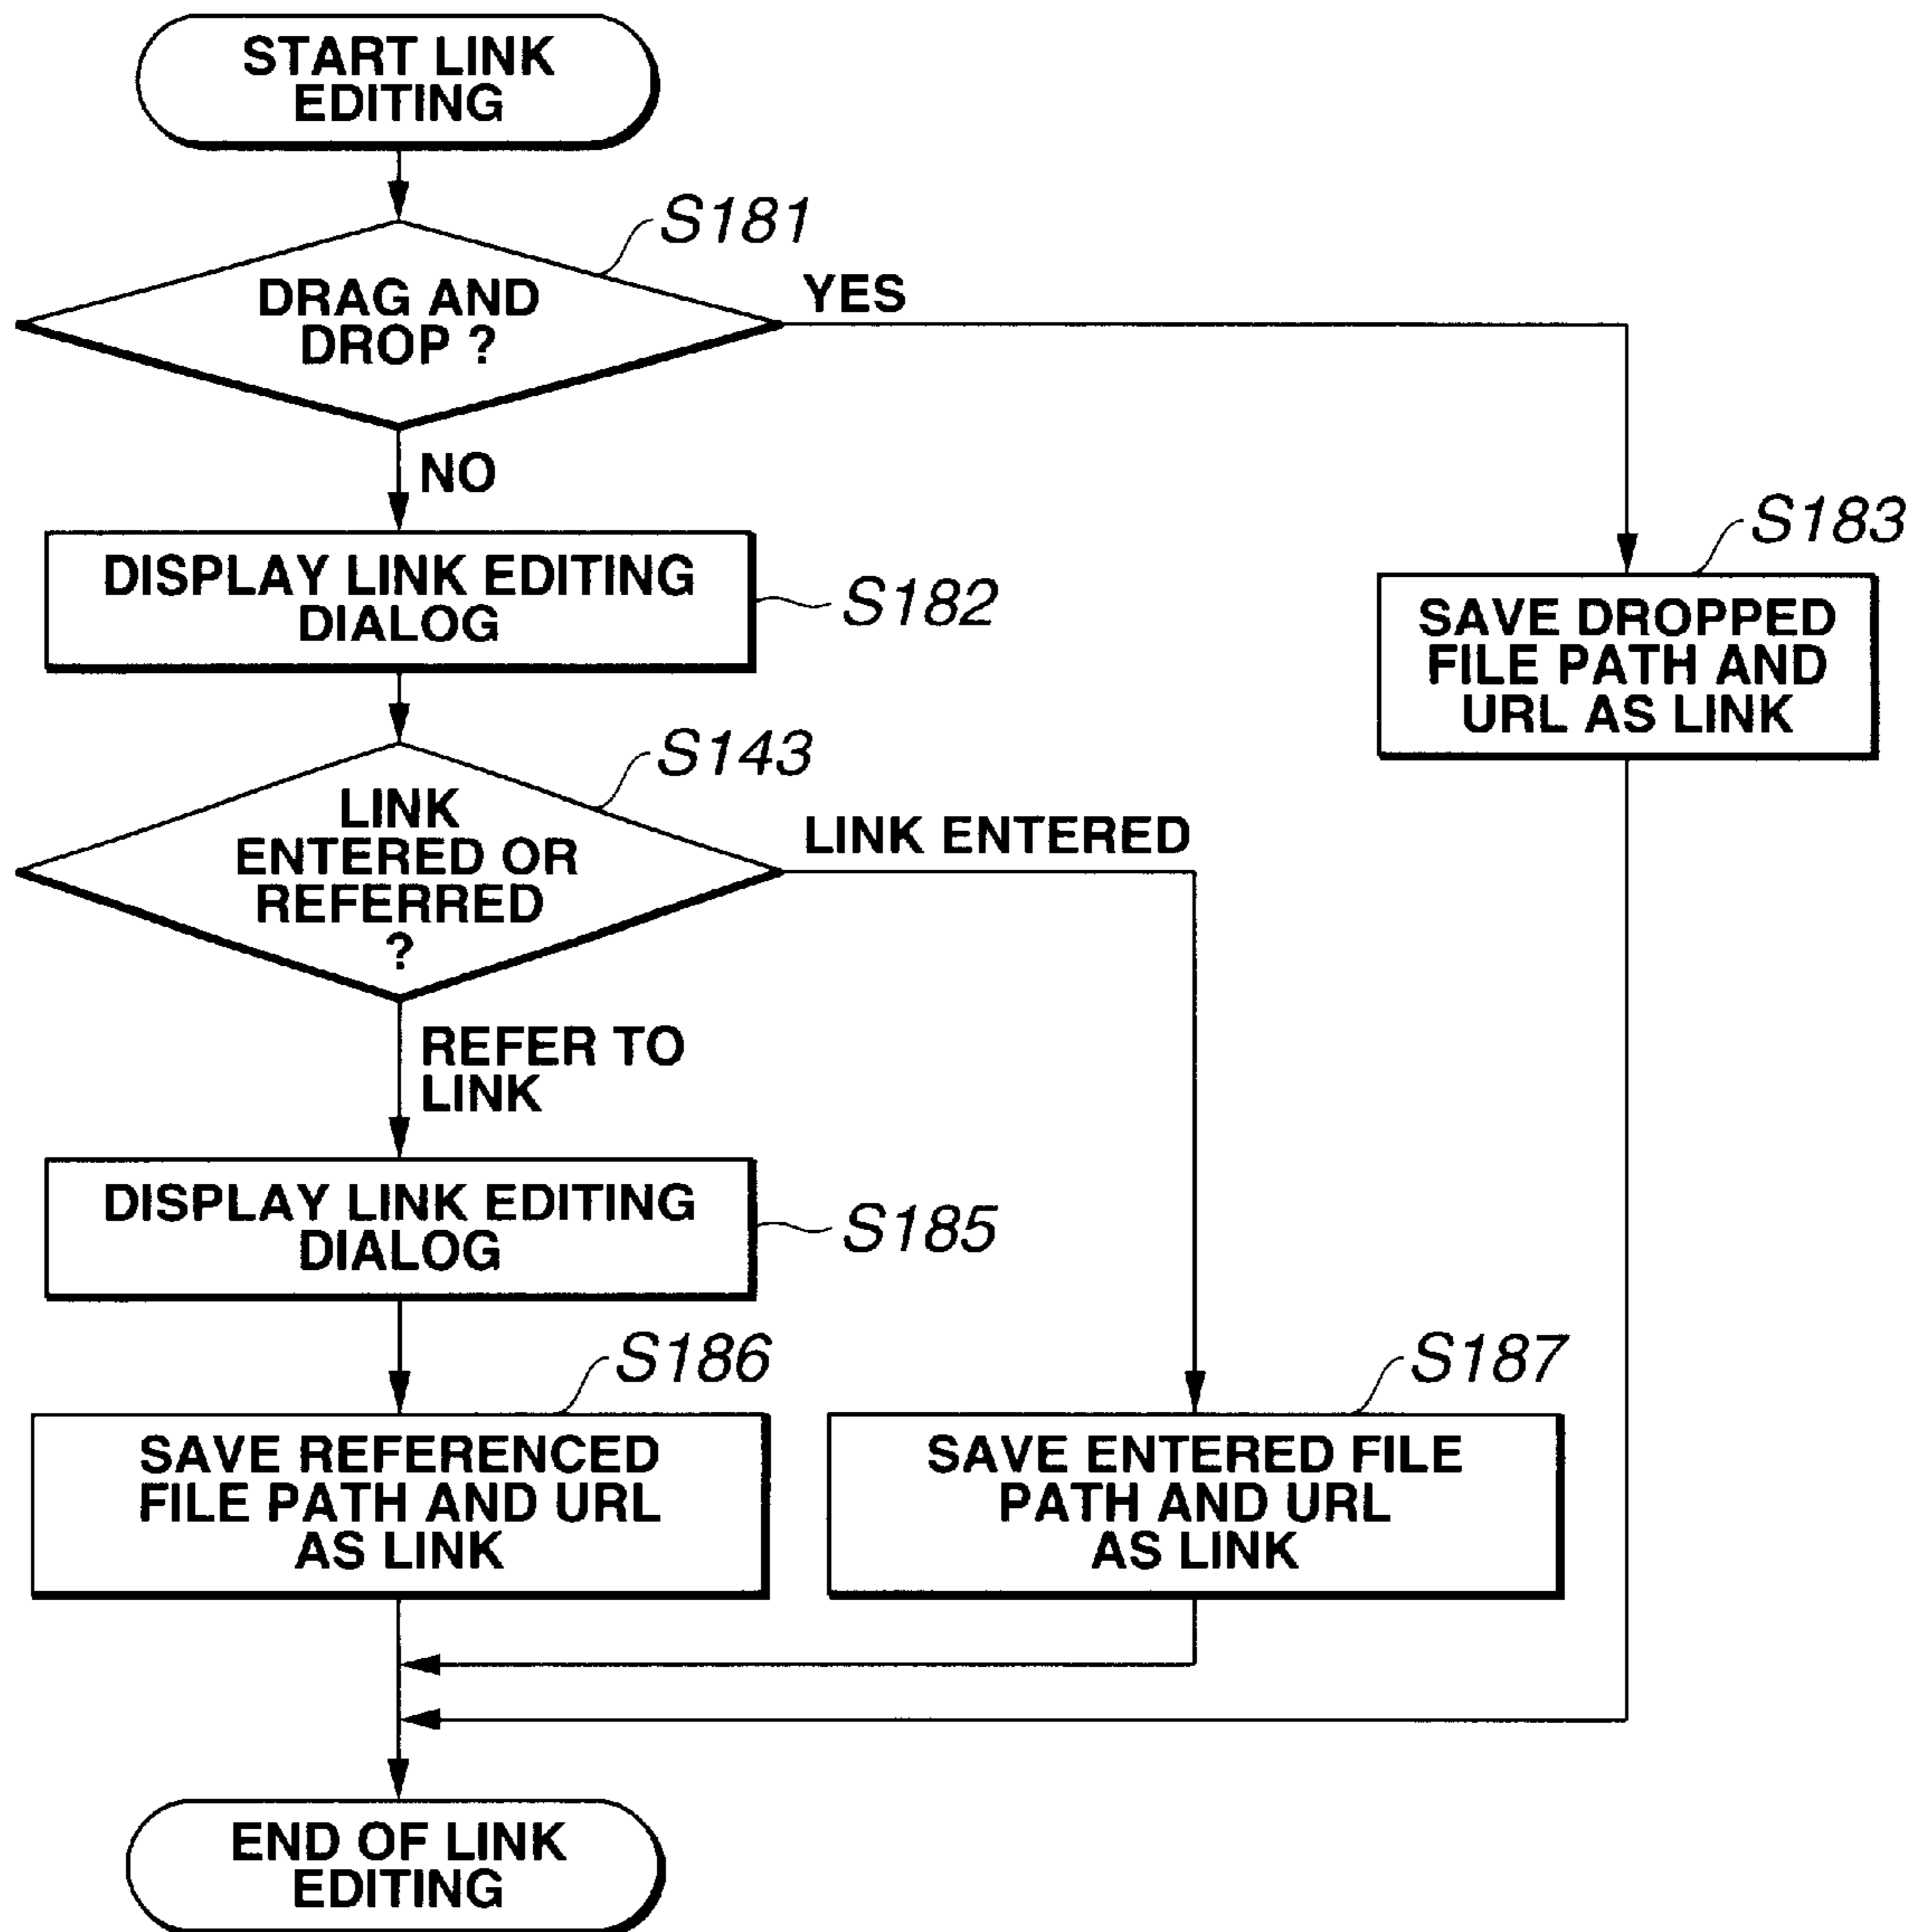 START LINK
EDITING
S181
DRAG AND
DROP ?
YES
NO
DISPLAY LINK EDITING
DIALOG
S182
S183
SAVE DROPPED
FILE PATH AND
URL AS LINK
S143
LINK
ENTERED OR
REFERRED
?
LINK ENTERED
REFER TO
LINK
DISPLAY LINK EDITING
DIALOG
S185
S186
SAVE REFERENCED
FILE PATH AND URL
AS LINK
S187
SAVE ENTERED FILE
PATH AND URL
AS LINK
END OF LINK
EDITING